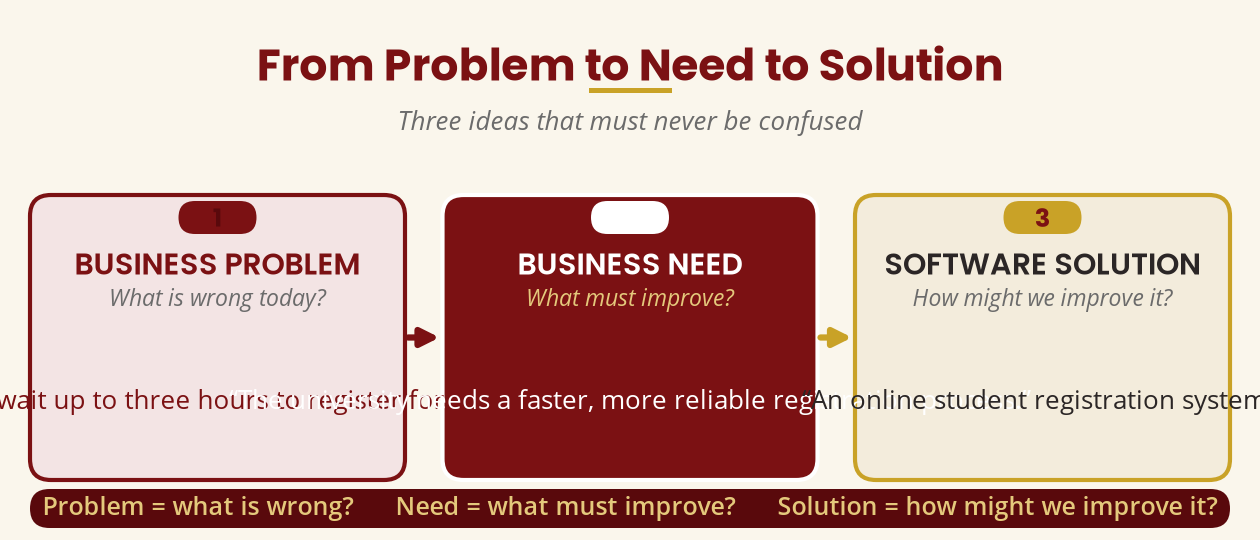 From Problem to Need to Solution
Three ideas that must never be confused
1
BUSINESS PROBLEM
What is wrong today?
wait up to three hours to register for
BUSINESS NEED
What must improve?
"The university needs a faster, more reliable
3
SOFTWARE SOLUTION
How might we improve it?
"An online student registration system
Problem = what is wrong?
Need = what must improve?
Solution = how might we improve it?